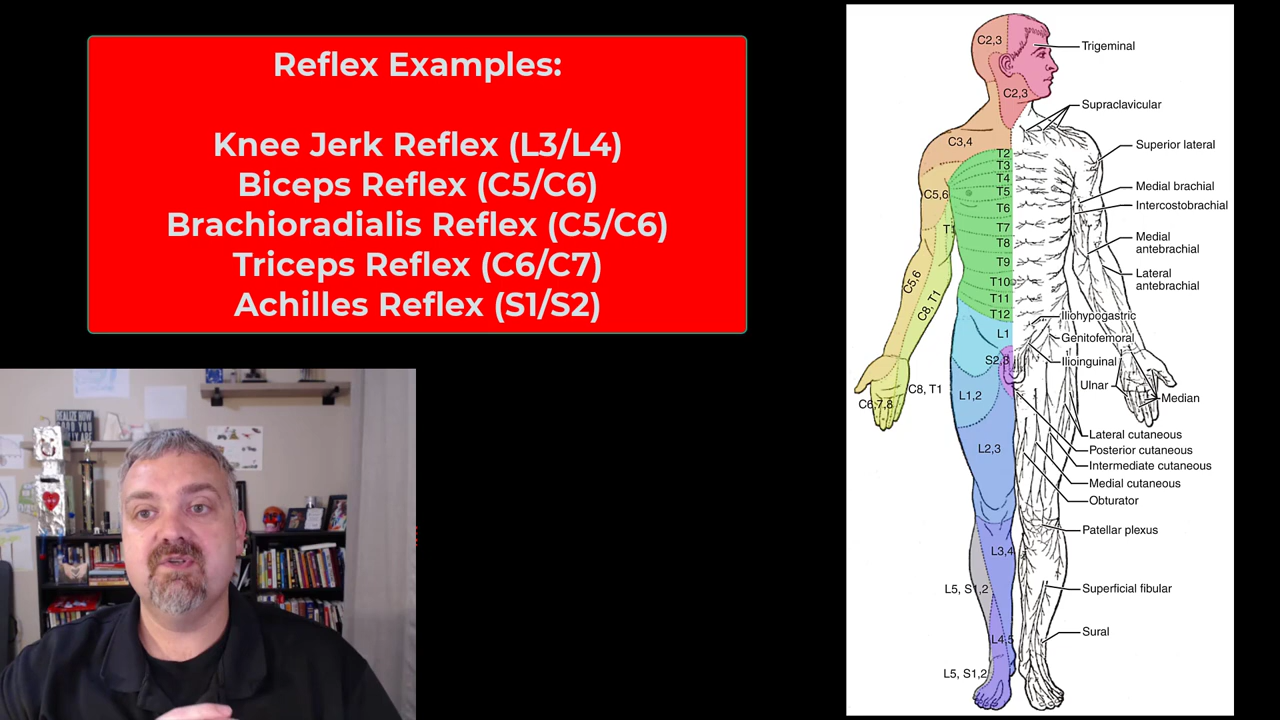 Reflex Examples:
Knee Jerk Reflex (L3/L4)
Biceps Reflex (C5/C6)
Brachioradialis Reflex (C5/C6)
Triceps Reflex (C6/C7)
Achilles Reflex (S1/S2)
C2,3
Trigeminal
C2,3
Supraclavicular
C3,4
Superior lateral
T2
T3
T4
T5
T6
T7
T8
T9
T10
T11
T12
C5,6
T1
Medial brachial
Intercostobrachial
Medial
antebrachial
Lateral
antebrachial
C5,6
C8, T1
Iliohypogastric
L1
Genitofemoral
S2,3
Ilioinguinal
Ulnar
C8, T1
L1,2
Median
C6,7,8
Lateral cutaneous
L2,3
Posterior cutaneous
Intermediate cutaneous
Medial cutaneous
Obturator
Patellar plexus
L3,4
L5, S1,2
Superficial fibular
Sural
L4,5
L5, S1,2
REALIZE HOW
GOOD YOU